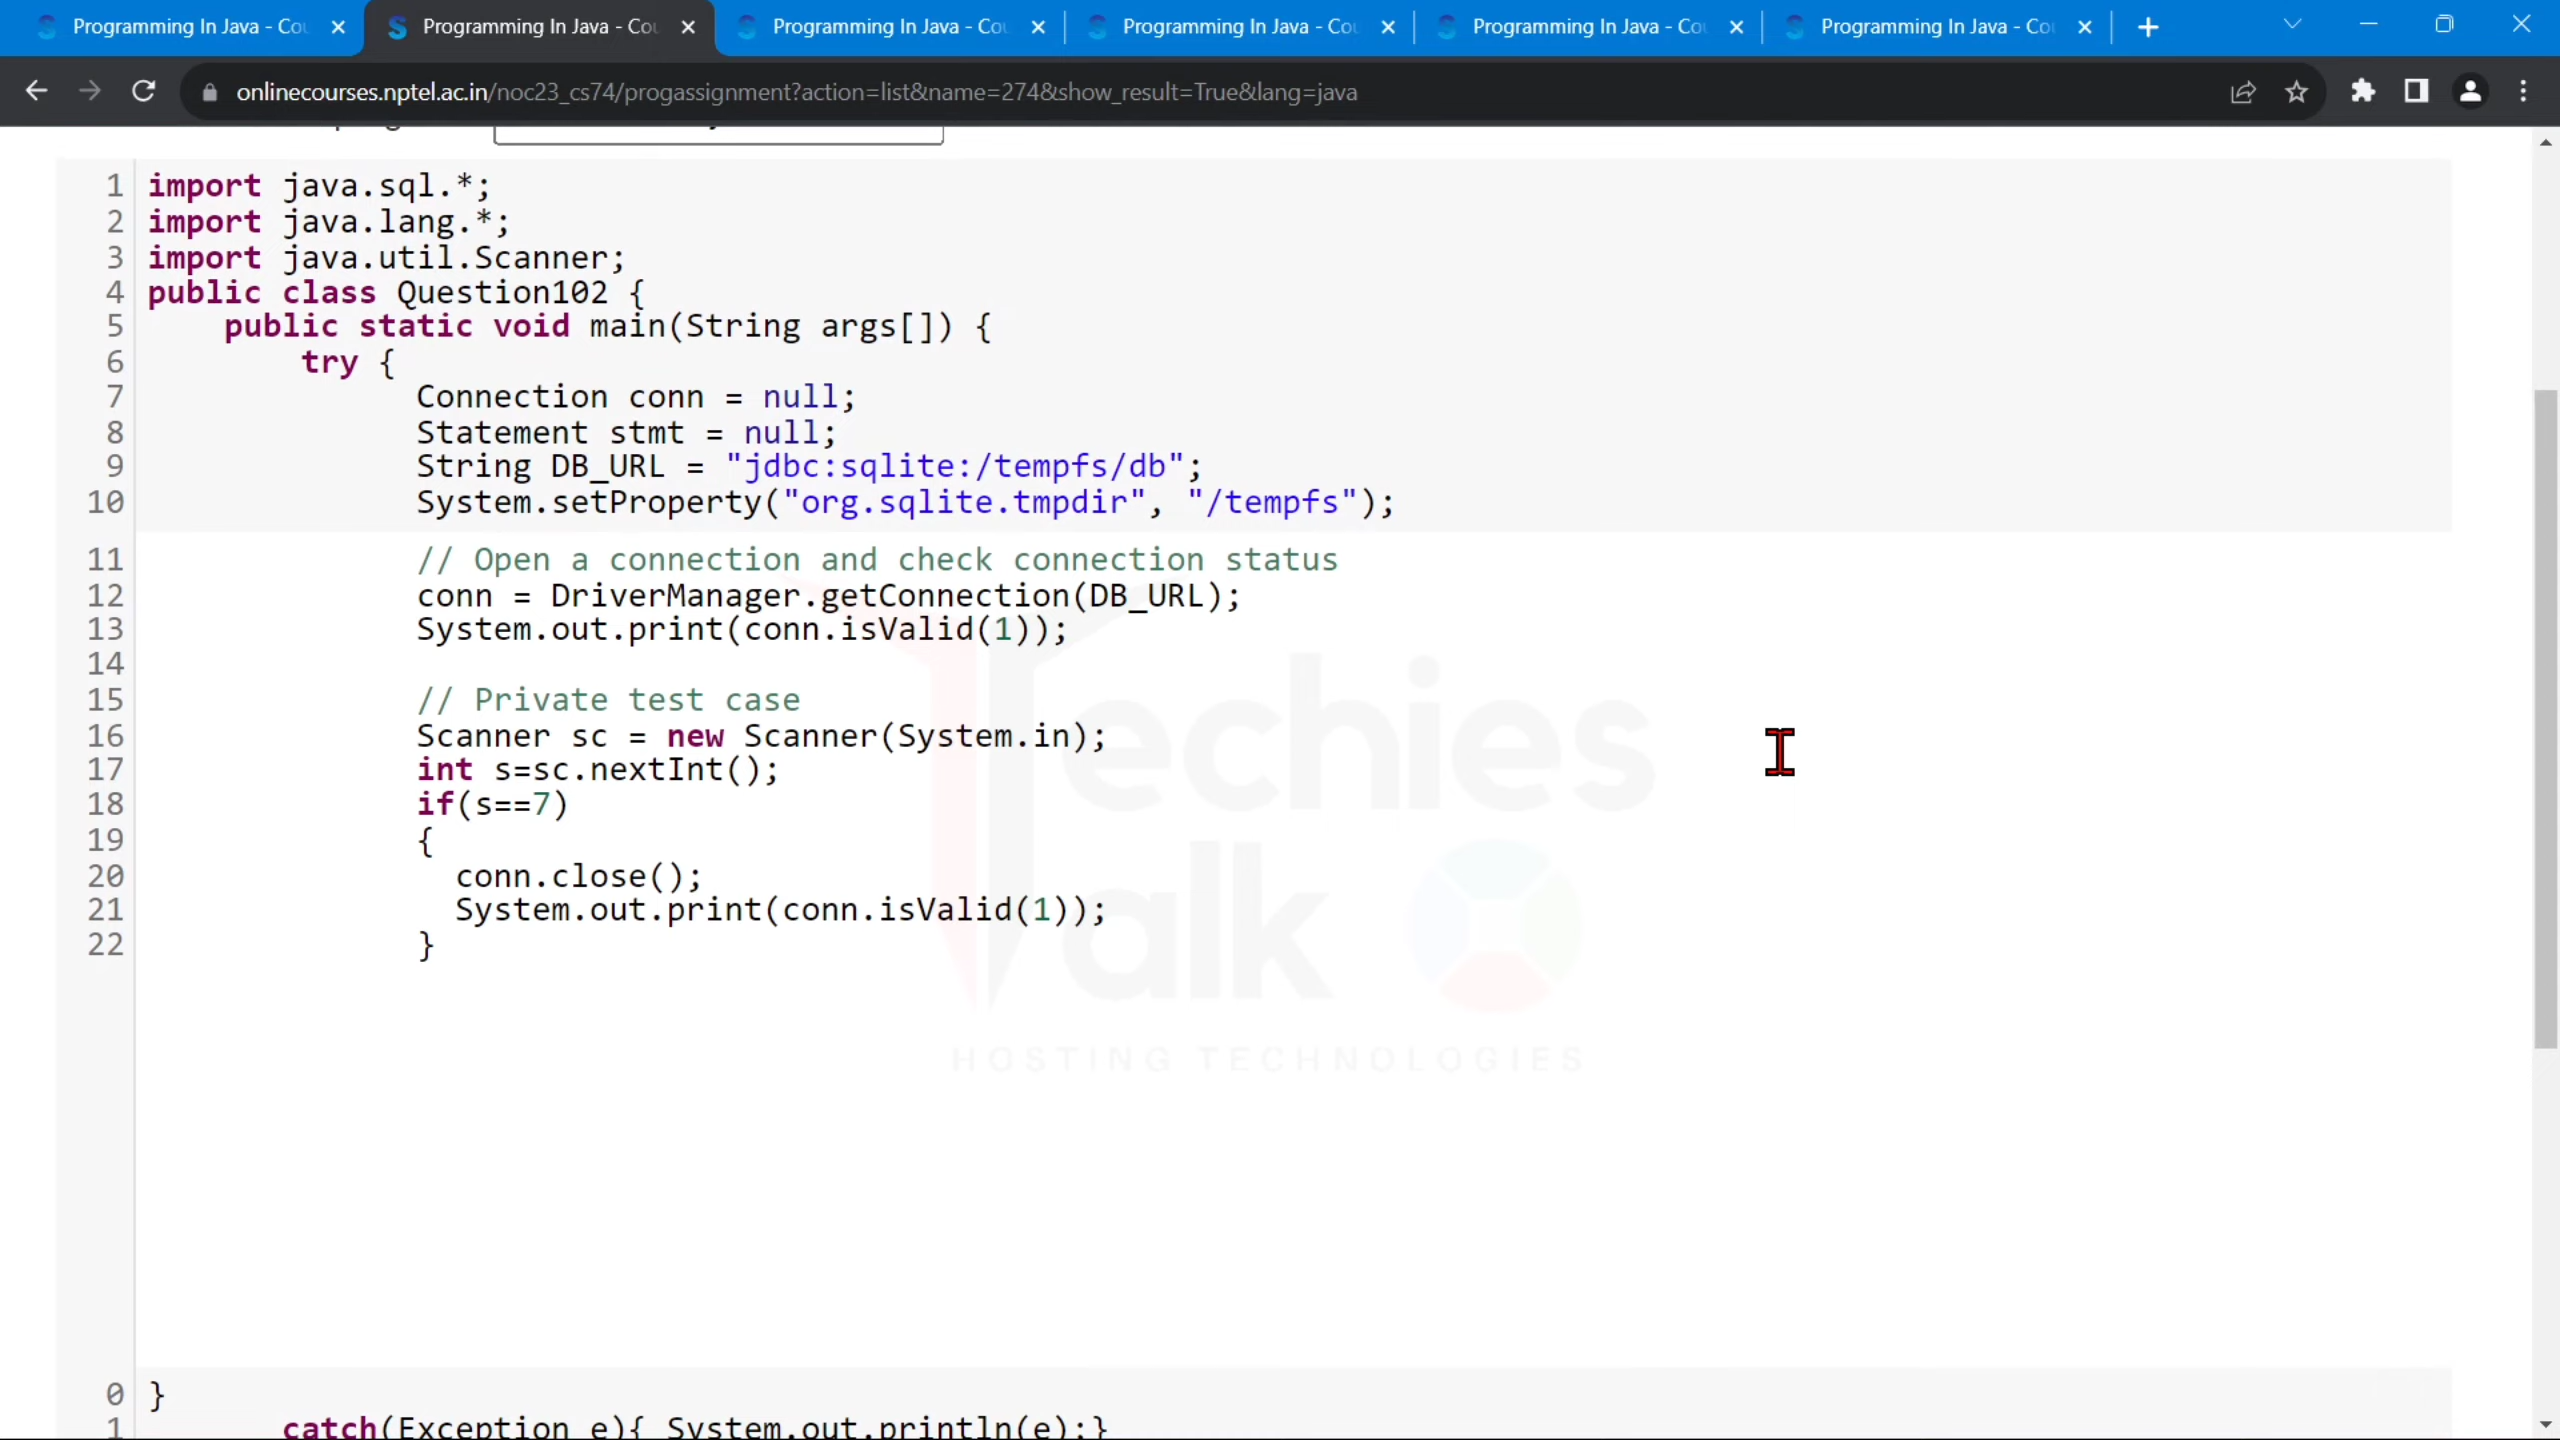 Programming In Java - Cou
Programming In Java - Cou
Programming In Java - Cou
Programming In Java - Cou
Programming In Java - Cou
Programming In Java - Cou
onlinecourses.nptel.ac.in/noc23_cs74/progassignment?action=list&name=274&show_result=True&lang=java
1 import java.sql.*;
2 import java.lang.*;
3 import java.util.Scanner;
4 public class Question102 {
5 public static void main(String args[]) {
6 try {
7 Connection conn = null;
8 Statement stmt = null;
9 String DB_URL = "jdbc:sqlite:/tempfs/db";
10 System.setProperty("org.sqlite.tmpdir", "/tempfs");
11 // Open a connection and check connection status
12 conn = DriverManager.getConnection(DB_URL);
13 System.out.print(conn.isValid(1));
14
15 // Private test case
16 Scanner sc = new Scanner(System.in);
17 int s=sc.nextInt();
18 if(s==7)
19 {
20 conn.close();
21 System.out.print(conn.isValid(1));
22 }
Techies
Talk
HOSTING TECHNOLOGIES
0 }
1 catch(Exception e){ System.out.println(e);}